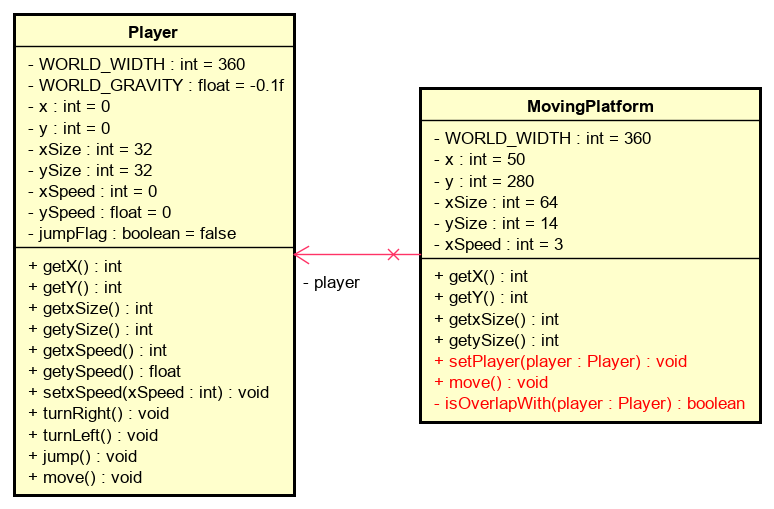 Player
- WORLD_WIDTH : int = 360
- WORLD_GRAVITY : float = -0.1f
- x : int = 0
- y : int = 0
- xSize : int = 32
- ySize : int = 32
- xSpeed : int = 0
- ySpeed : float = 0
- jumpFlag : boolean = false
+ getX() : int
+ getY() : int
+ getxSize() : int
+ getySize() : int
+ getxSpeed() : int
+ getySpeed() : float
+ setxSpeed(xSpeed : int) : void
+ turnRight() : void
+ turnLeft() : void
+ jump() : void
+ move() : void
- player
MovingPlatform
- WORLD_WIDTH : int = 360
- x : int = 50
- y : int = 280
- xSize : int = 64
- ySize : int = 14
- xSpeed : int = 3
+ getX() : int
+ getY() : int
+ getxSize() : int
+ getySize() : int
+ setPlayer(player : Player) : void
+ move() : void
- isOverlapWith(player : Player) : boolean